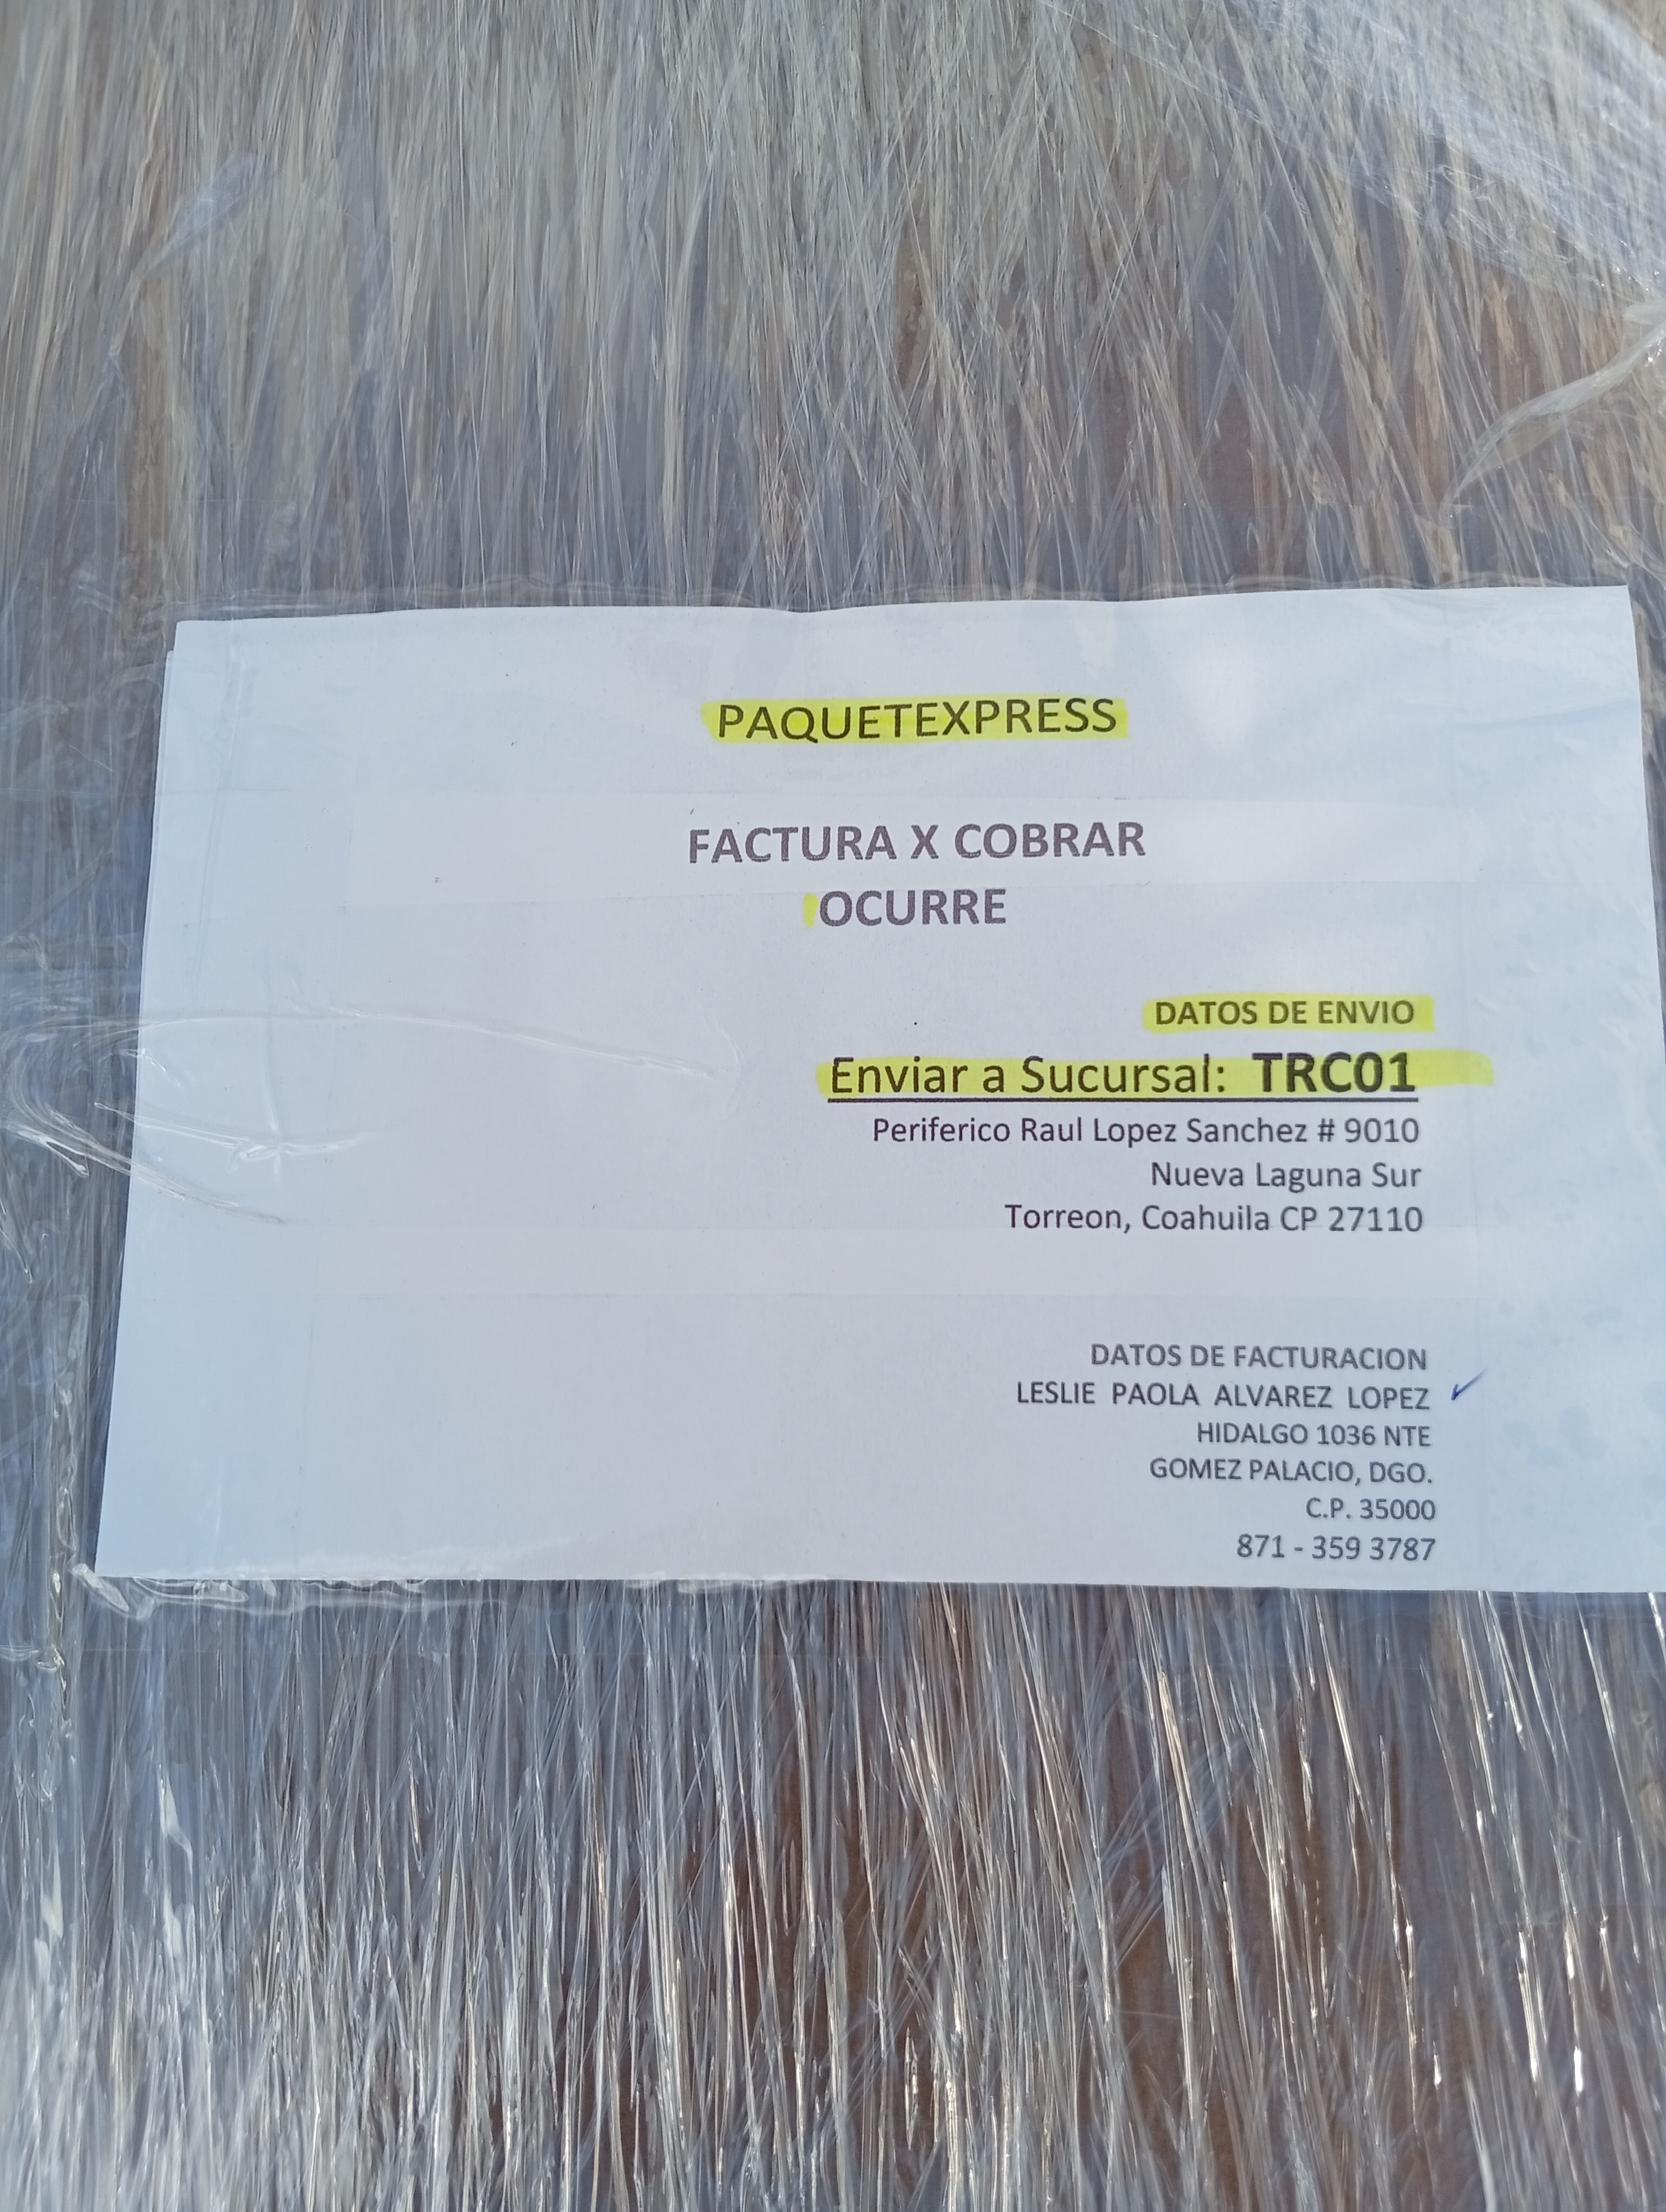 PAQUETEXPRESS
FACTURA X COBRAR
OCURRE
DATOS DE ENVIO
Enviar a Sucursal: TRC01
Periferico Raul Lopez Sanchez # 9010
Nueva Laguna Sur
Torreon, Coahuila CP 27110
DATOS DE FACTURACION
LESLIE PAOLA ALVAREZ LOPEZ
HIDALGO 1036 NTE
GOMEZ PALACIO, DGO.
C.P. 35000
871 - 359 3787